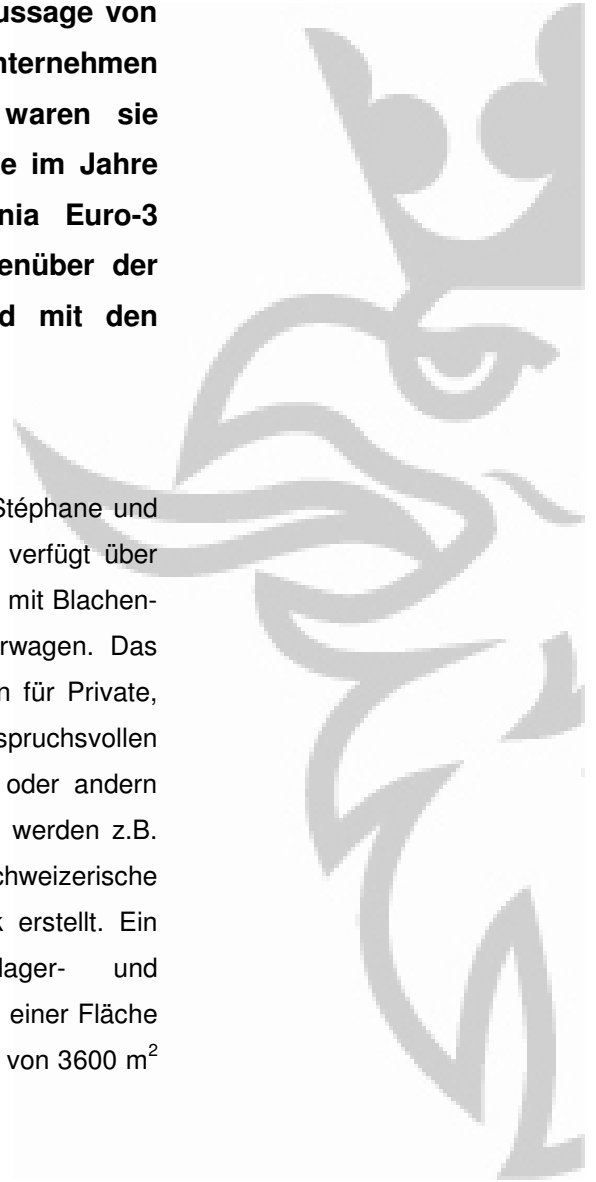 ussage von
nternehmen
waren sie
e im Jahre
nia Euro-3
enüber der
d mit den
Stéphane und
verfügt über
mit Blachen-
rwagen. Das
n für Private,
spruchsvollen
oder andern
werden z.B.
chweizerische
k erstellt. Ein
lager- und
einer Fläche
von 3600 m²